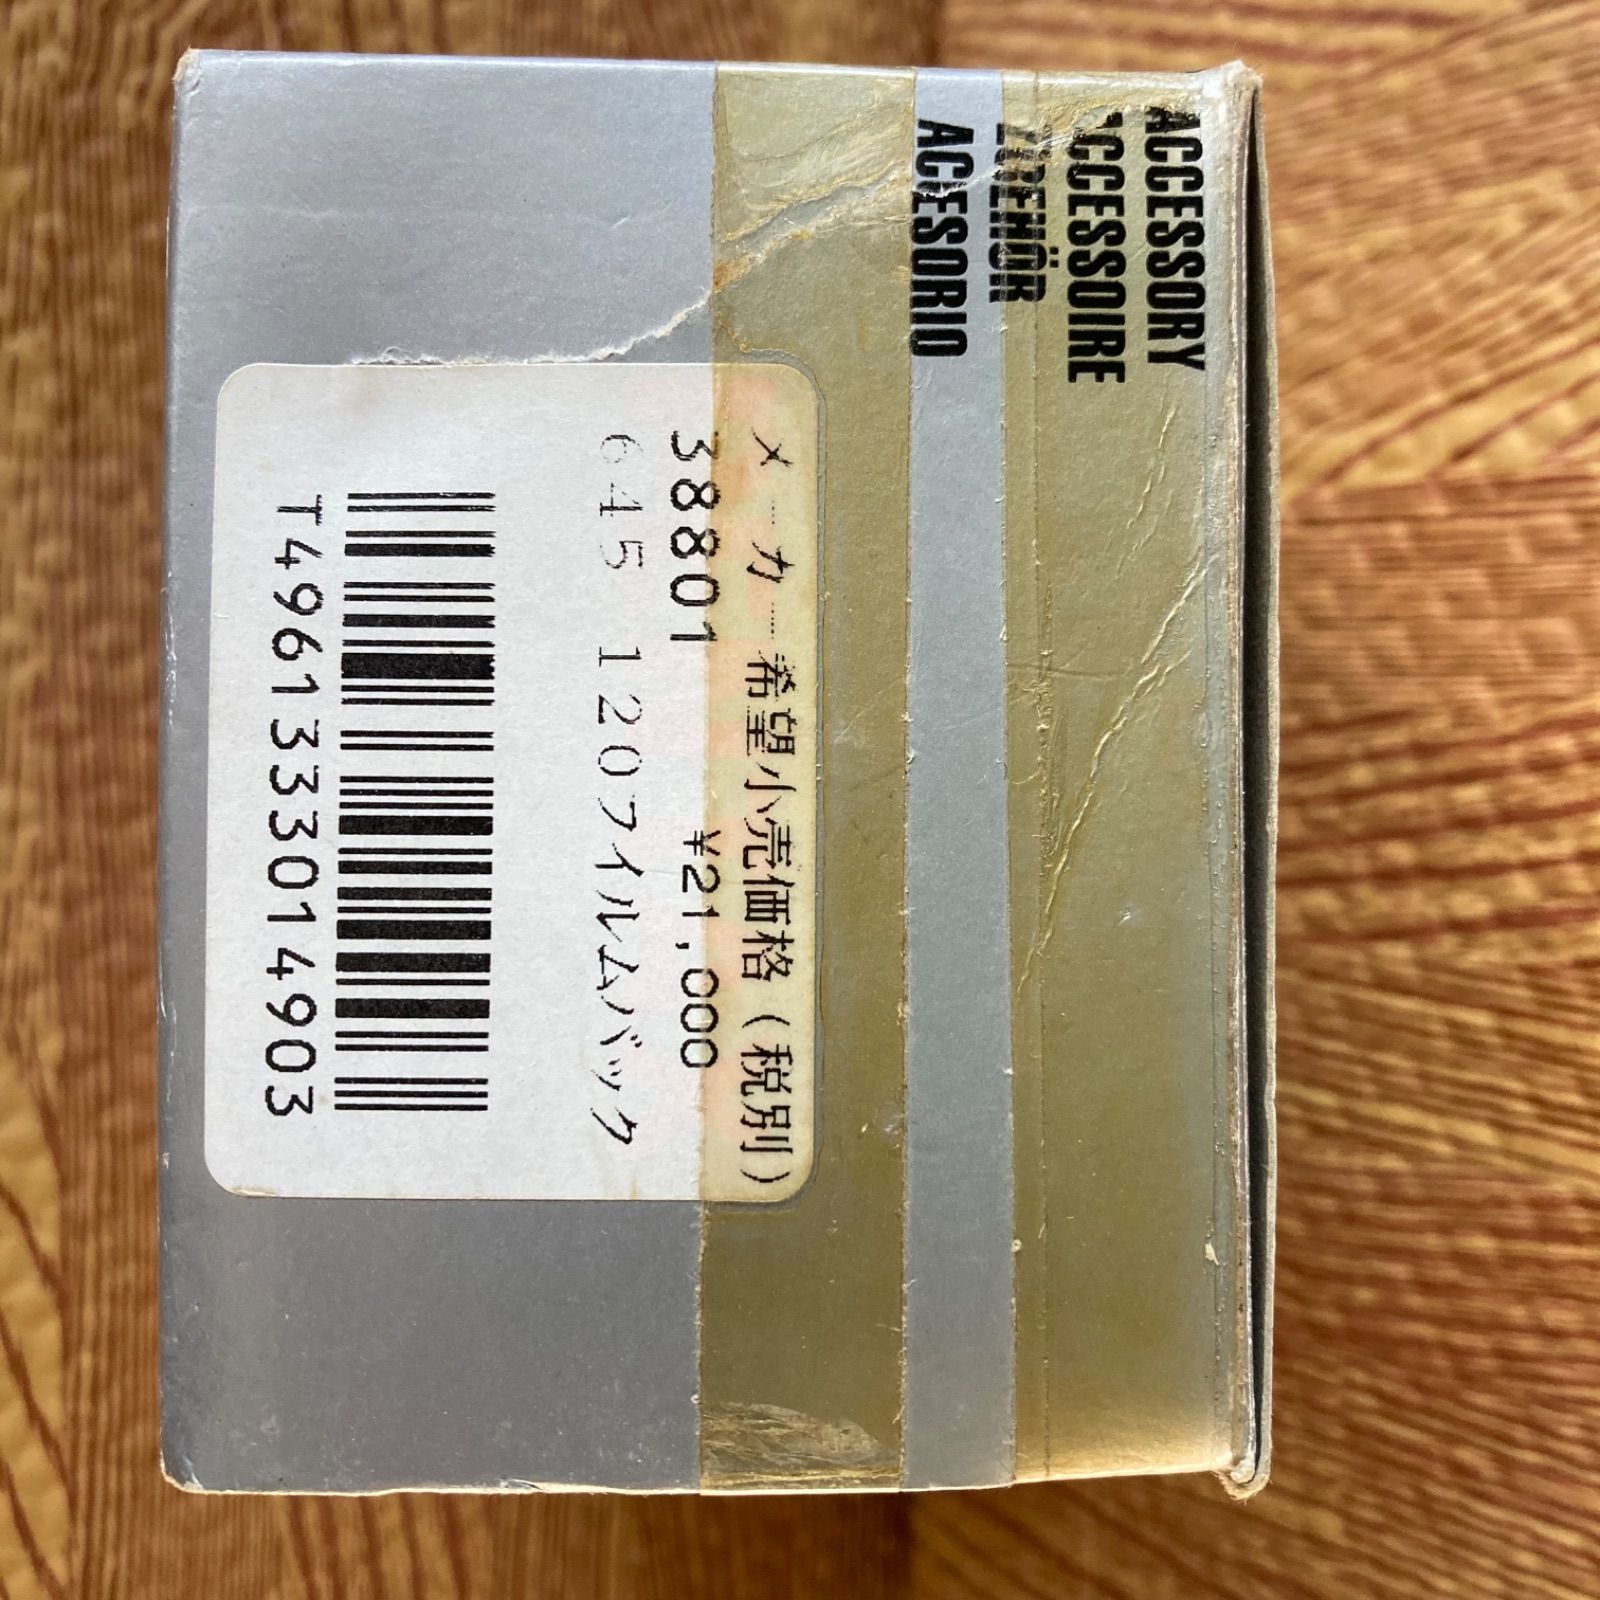 ACCESSORY
ACCESSOIRE
ZUBEHÖR
ACESORIO
メーカー希望小売価格(税別)
38801 ¥21,000
645 120フイルムバック
T4961333014903